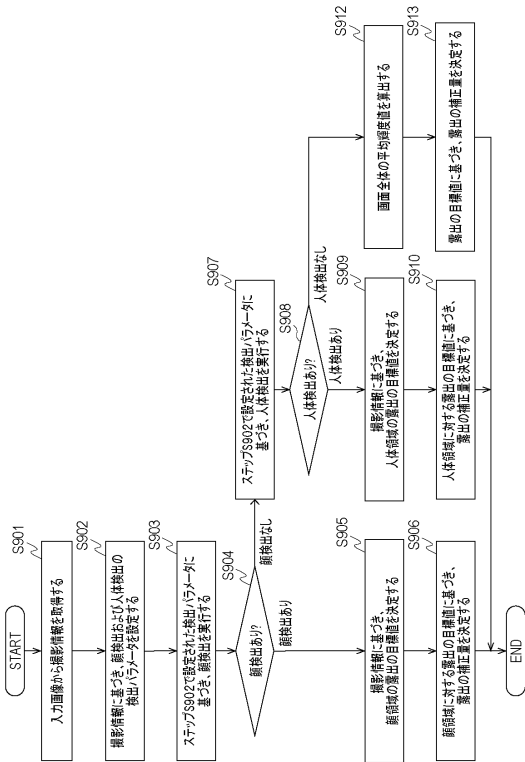 START
S901
入力画像から撮影情報を取得する
S902
撮影情報に基づき、顔検出および人体検出の
検出パラメータを設定する
S903
ステップS902で設定された検出パラメータに
基づき、顔検出を実行する
S904
顔検出あり?
顔検出なし
顔検出あり
S905
撮影情報に基づき、
顔領域の露出の目標値を決定する
S906
顔領域に対する露出の目標値に基づき、
露出の補正量を決定する
S907
ステップS902で設定された検出パラメータに
基づき、人体検出を実行する
S908
人体検出あり?
人体検出なし
人体検出あり
S909
撮影情報に基づき、
人体領域の露出の目標値を決定する
S910
人体領域に対する露出の目標値に基づき、
露出の補正量を決定する
S912
画面全体の平均輝度値を算出する
S913
露出の目標値に基づき、露出の補正量を決定する
END